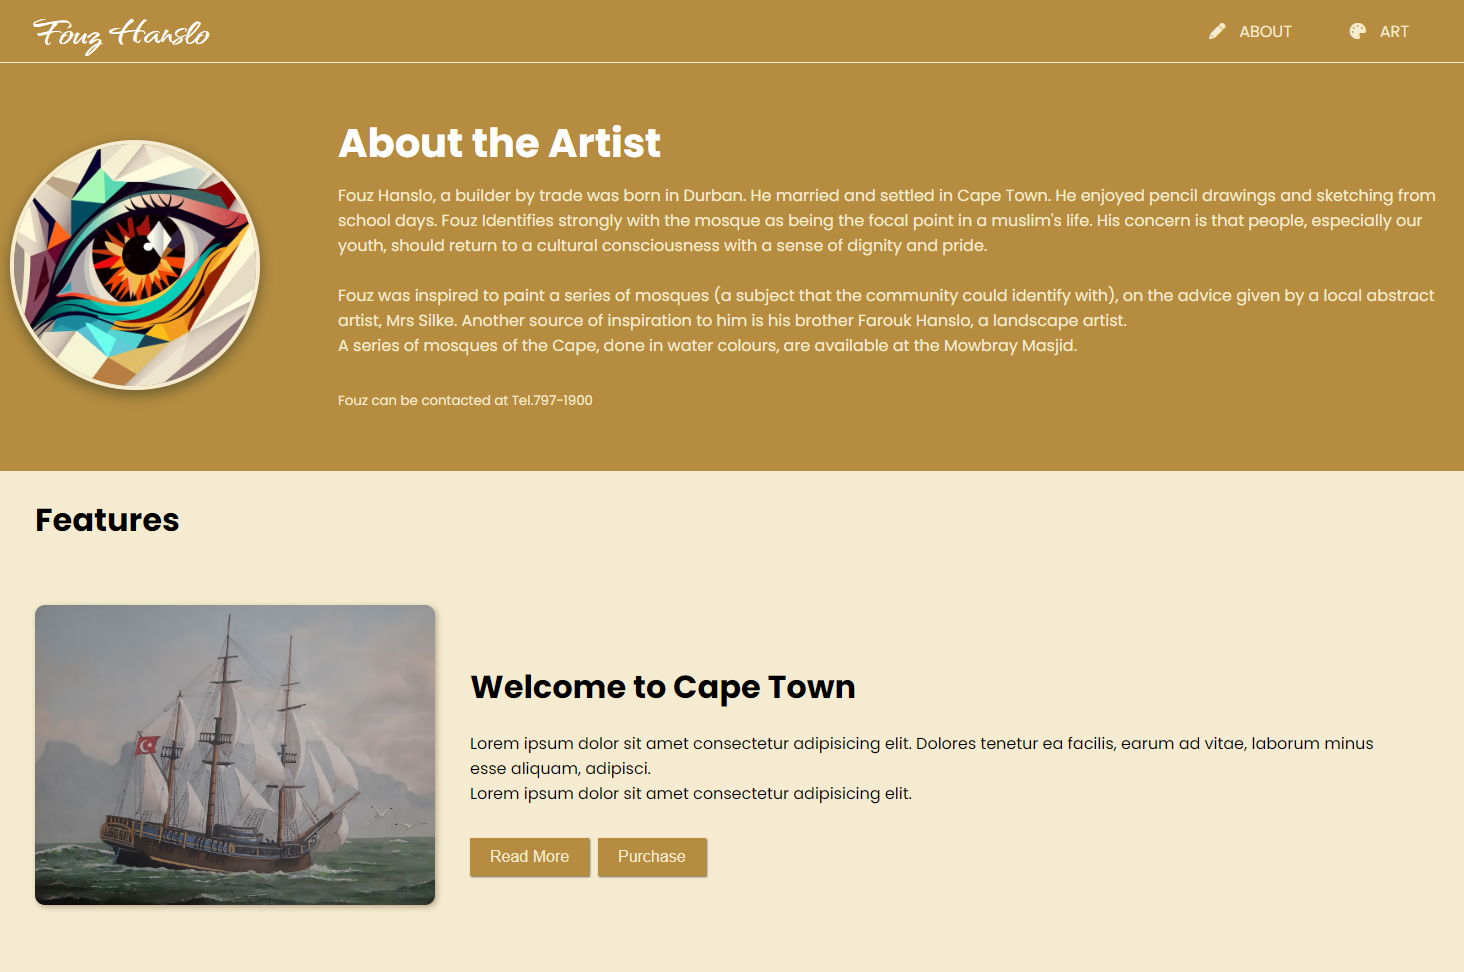 Fouz Hanslo
ABOUT
ART
About the Artist
Fouz Hanslo, a builder by trade was born in Durban. He married and settled in Cape Town. He enjoyed pencil drawings and sketching from
school days. Fouz Identifies strongly with the mosque as being the focal point in a muslim's life. His concern is that people, especially our
youth, should return to a cultural consciousness with a sense of dignity and pride.
Fouz was inspired to paint a series of mosques (a subject that the community could identify with), on the advice given by a local abstract
artist, Mrs Silke. Another source of inspiration to him is his brother Farouk Hanslo, a landscape artist.
A series of mosques of the Cape, done in water colours, are available at the Mowbray Masjid.
Fouz can be contacted at Tel.797-1900
Features
Welcome to Cape Town
Lorem ipsum dolor sit amet consectetur adipisicing elit. Dolores tenetur ea facilis, earum ad vitae, laborum minus
esse aliquam, adipisci.
Lorem ipsum dolor sit amet consectetur adipisicing elit.
Read More
Purchase